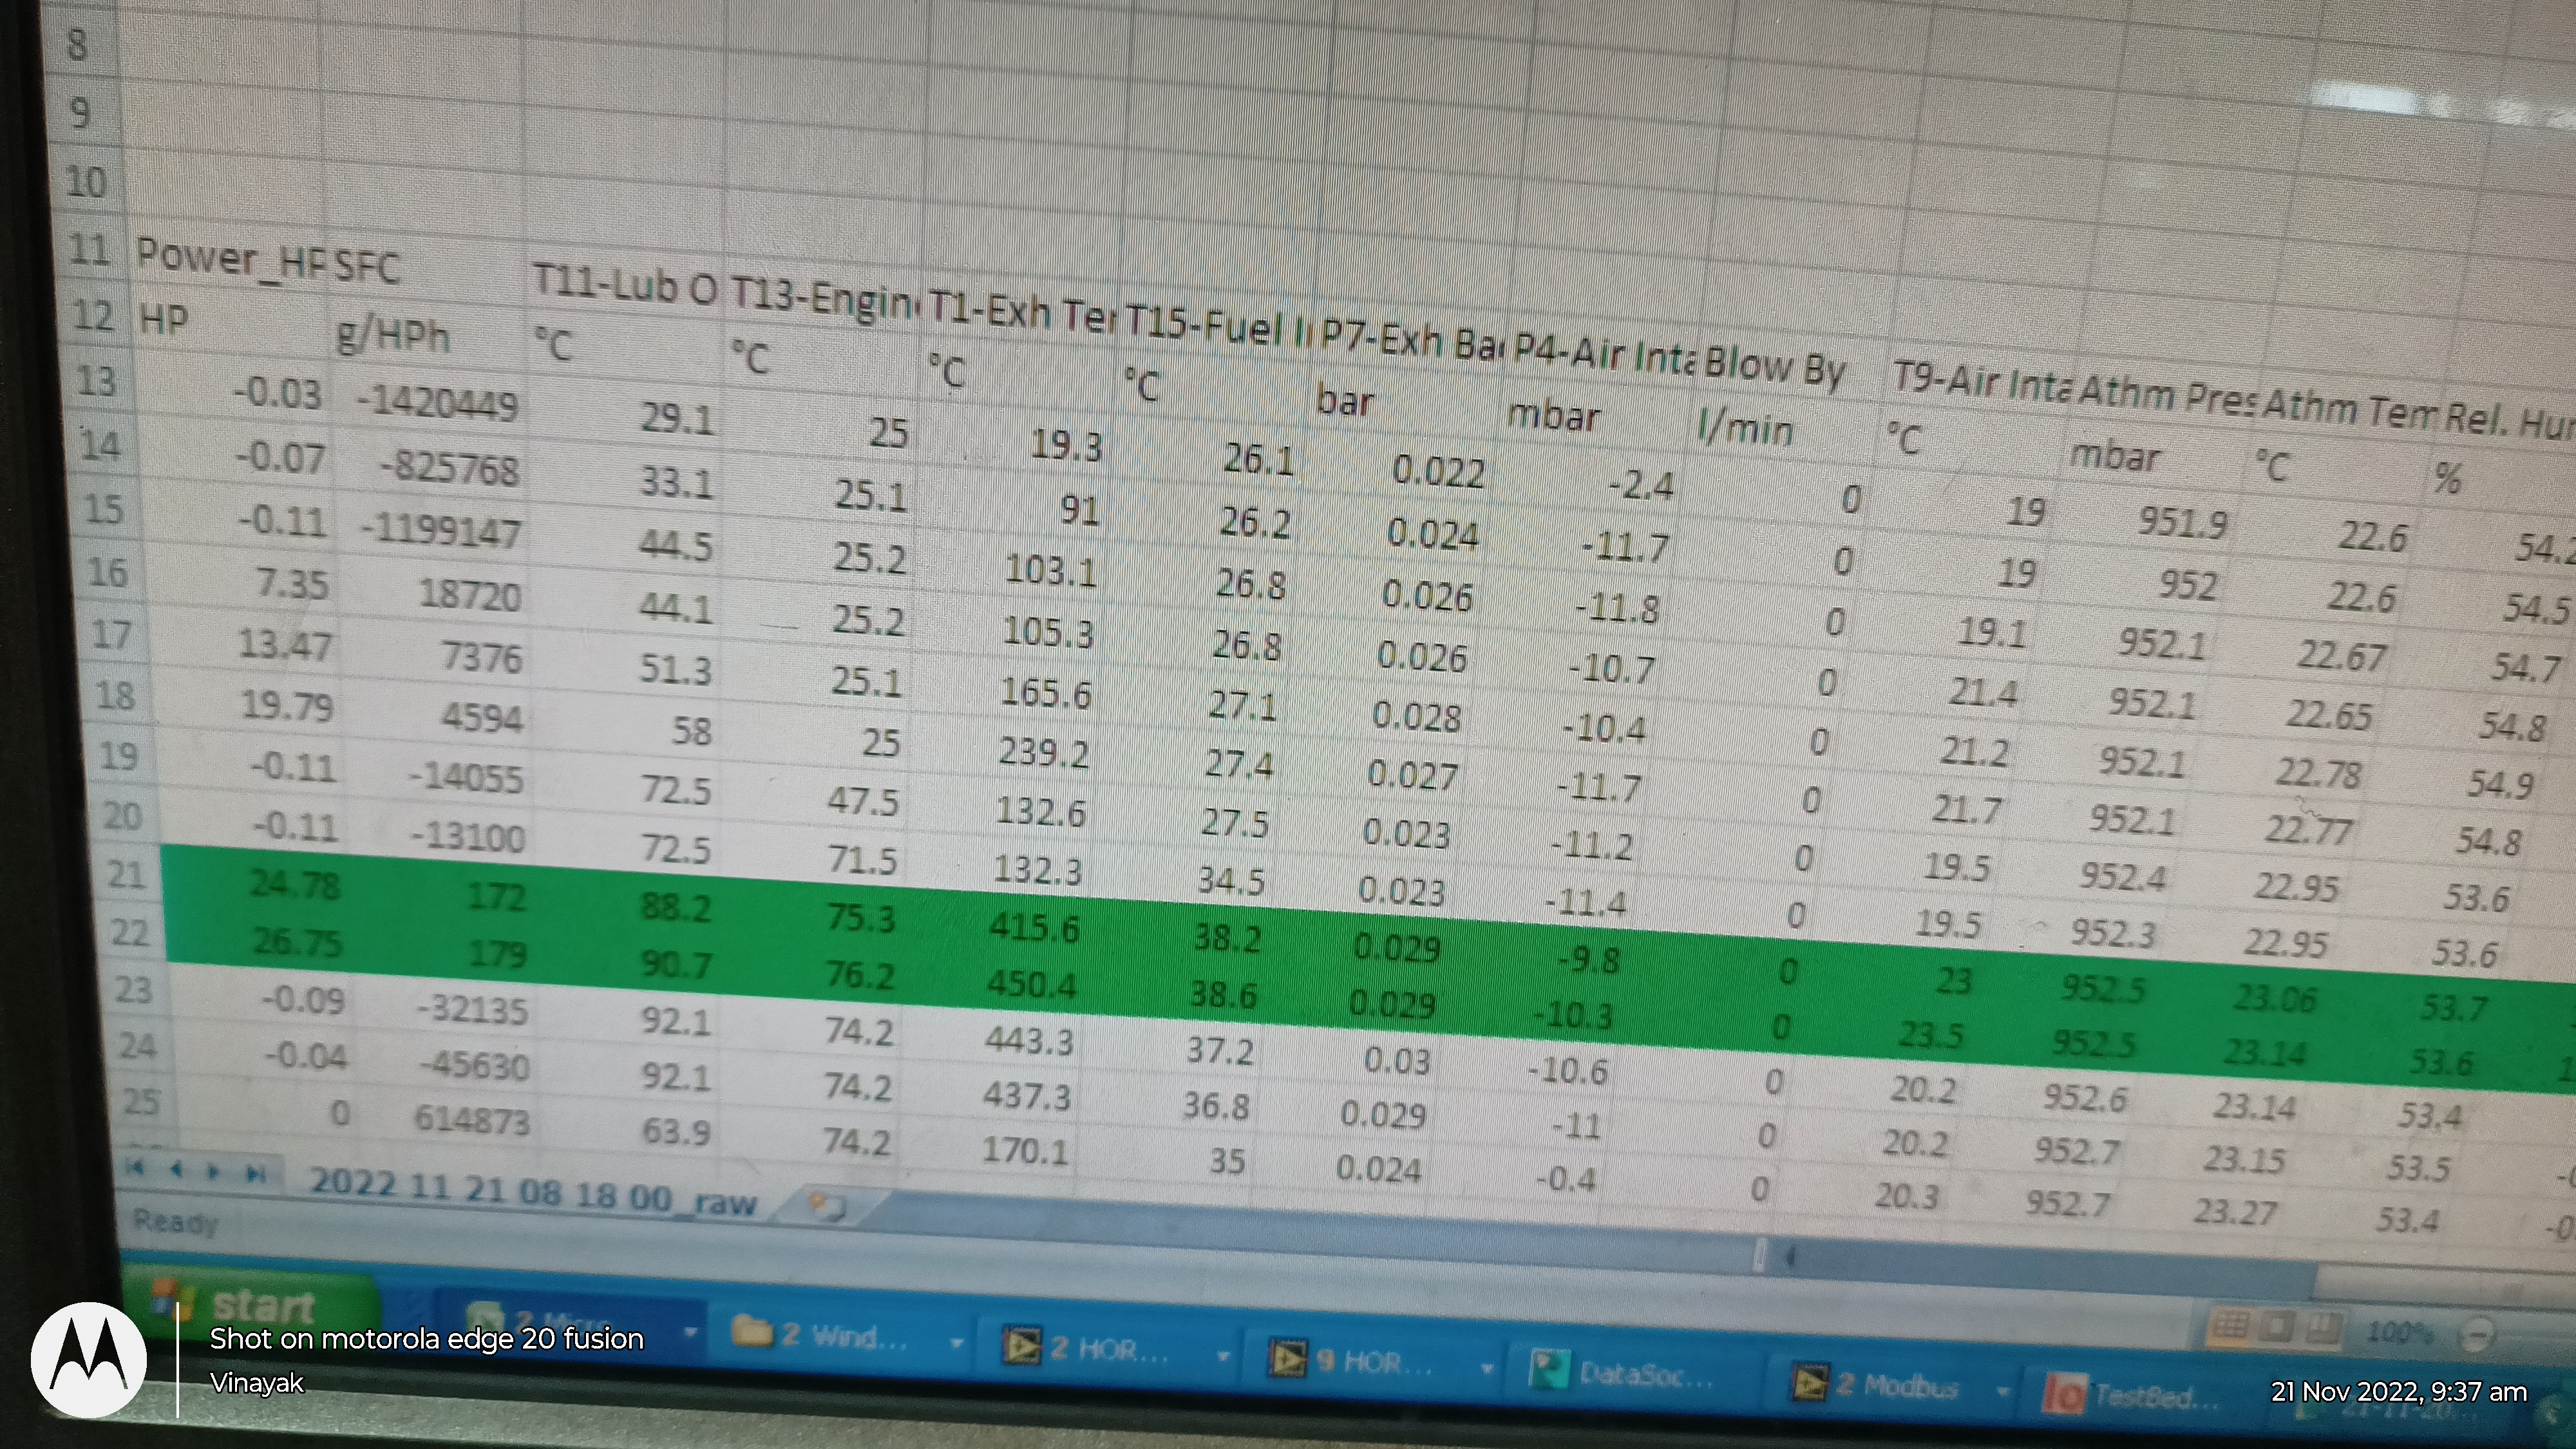 8
9
10
11 Power_HP SFC T11-Lub O T13-Engin T1-Exh Ter T15-Fuel I P7-Exh Bac P4-Air Inta Blow By T9-Air Inta Athm Pres Athm Tem Rel. Hur
12 HP g/HPh °C °C °C °C bar mbar l/min °C mbar °C %
13 -0.03 -1420449 29.1 25 19.3 26.1 0.022 -2.4 0 19 951.9 22.6 54.2
14 -0.07 -825768 33.1 25.1 91 26.2 0.024 -11.7 0 19 952 22.6 54.5
15 -0.11 -1199147 44.5 25.2 103.1 26.8 0.026 -11.8 0 19.1 952.1 22.67 54.7
16 7.35 18720 44.1 25.2 105.3 26.8 0.026 -10.7 0 21.4 952.1 22.65 54.8
17 13.47 7376 51.3 25.1 165.6 27.1 0.028 -10.4 0 21.2 952.1 22.78 54.9
18 19.79 4594 58 25 239.2 27.4 0.027 -11.7 0 21.7 952.1 22.77 54.8
19 -0.11 -14055 72.5 47.5 132.6 27.5 0.023 -11.2 0 19.5 952.4 22.95 53.6
20 -0.11 -13100 72.5 71.5 132.3 34.5 0.023 -11.4 0 19.5 952.3 22.95 53.6
21 24.78 172 88.2 75.3 415.6 38.2 0.029 -9.8 0 23 952.5 23.06 53.7
22 26.75 179 90.7 76.2 450.4 38.6 0.029 -10.3 0 23.5 952.5 23.14 53.6
23 -0.09 -32135 92.1 74.2 443.3 37.2 0.03 -10.6 0 20.2 952.6 23.14 53.4
24 -0.04 -45630 92.1 74.2 437.3 36.8 0.029 -11 0 20.2 952.7 23.15 53.5
25 0 614873 63.9 74.2 170.1 35 0.024 -0.4 0 20.3 952.7 23.27 53.4
2022 11 21 08 18 00_raw
Ready
100%
start 2 Wind... 2 HOR... 9 HOR... DataSoc... 2 Modbus TestBed...
Shot on motorola edge 20 fusion
Vinayak
21 Nov 2022, 9:37 am